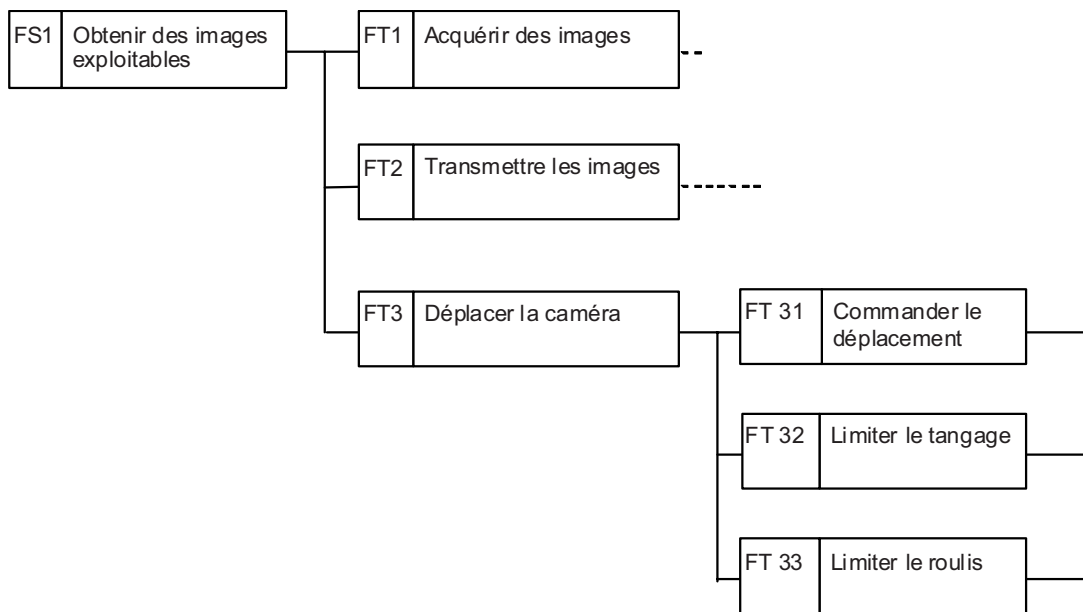 FS1 Obtenir des images
exploitables
FT1 Acquérir des images
FT2 Transmettre les images
FT3 Déplacer la caméra
FT 31 Commander le
déplacement
FT 32 Limiter le tangage
FT 33 Limiter le roulis